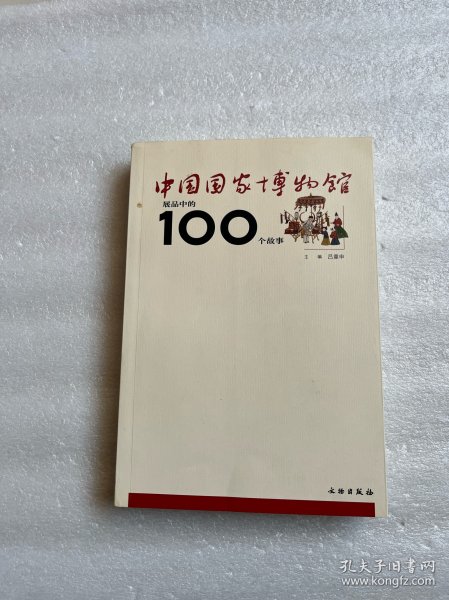 中国国家博物馆
展品中的
100个故事
主 编 吕章申
文物出版社
孔夫子旧书网
www.kongfz.com